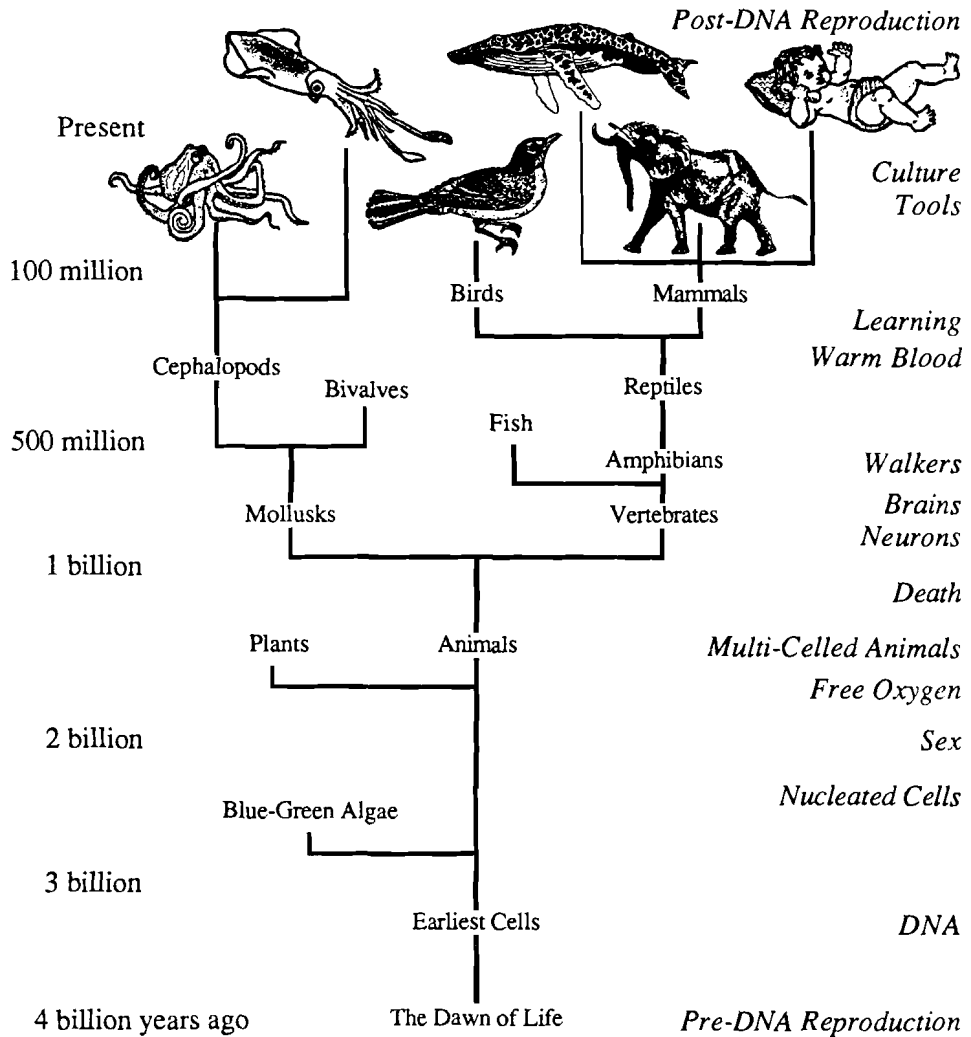 Post-DNA Reproduction
Present
Culture
Tools
100 million
Birds
Mammals
Learning
Warm Blood
Cephalopods
Bivalves
Reptiles
Fish
500 million
Amphibians
Walkers
Mollusks
Vertebrates
Brains
Neurons
1 billion
Death
Plants
Animals
Multi-Celled Animals
Free Oxygen
2 billion
Sex
Nucleated Cells
Blue-Green Algae
3 billion
Earliest Cells
DNA
4 billion years ago
The Dawn of Life
Pre-DNA Reproduction